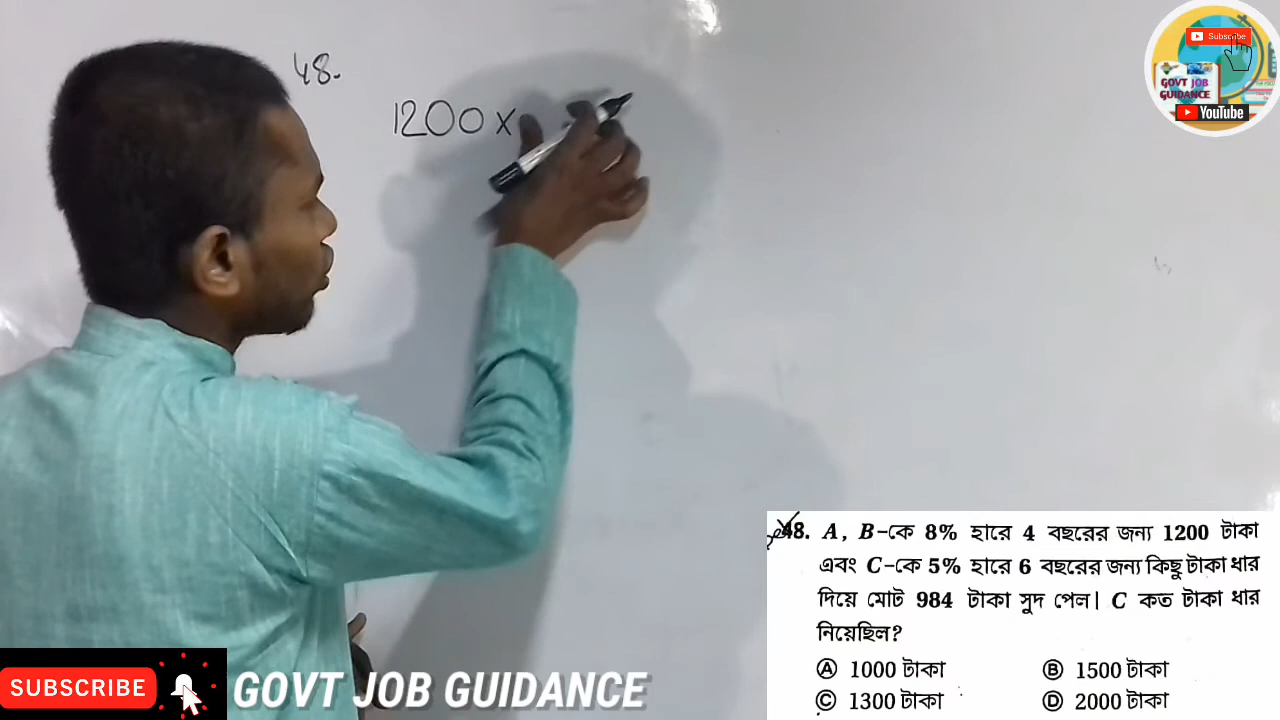 48.
1200 x
Subscribe
GOVT JOB
GUIDANCE
YouTube
48. A, B-কে 8% হারে 4 বছরের জন্য 1200 টাকা
এবং C-কে 5% হারে 6 বছরের জন্য কিছু টাকা ধার
দিয়ে মোট 984 টাকা সুদ পেল। C কত টাকা ধার
নিয়েছিল?
Ⓐ 1000 টাকা Ⓑ 1500 টাকা
Ⓒ 1300 টাকা Ⓓ 2000 টাকা
SUBSCRIBE
GOVT JOB GUIDANCE